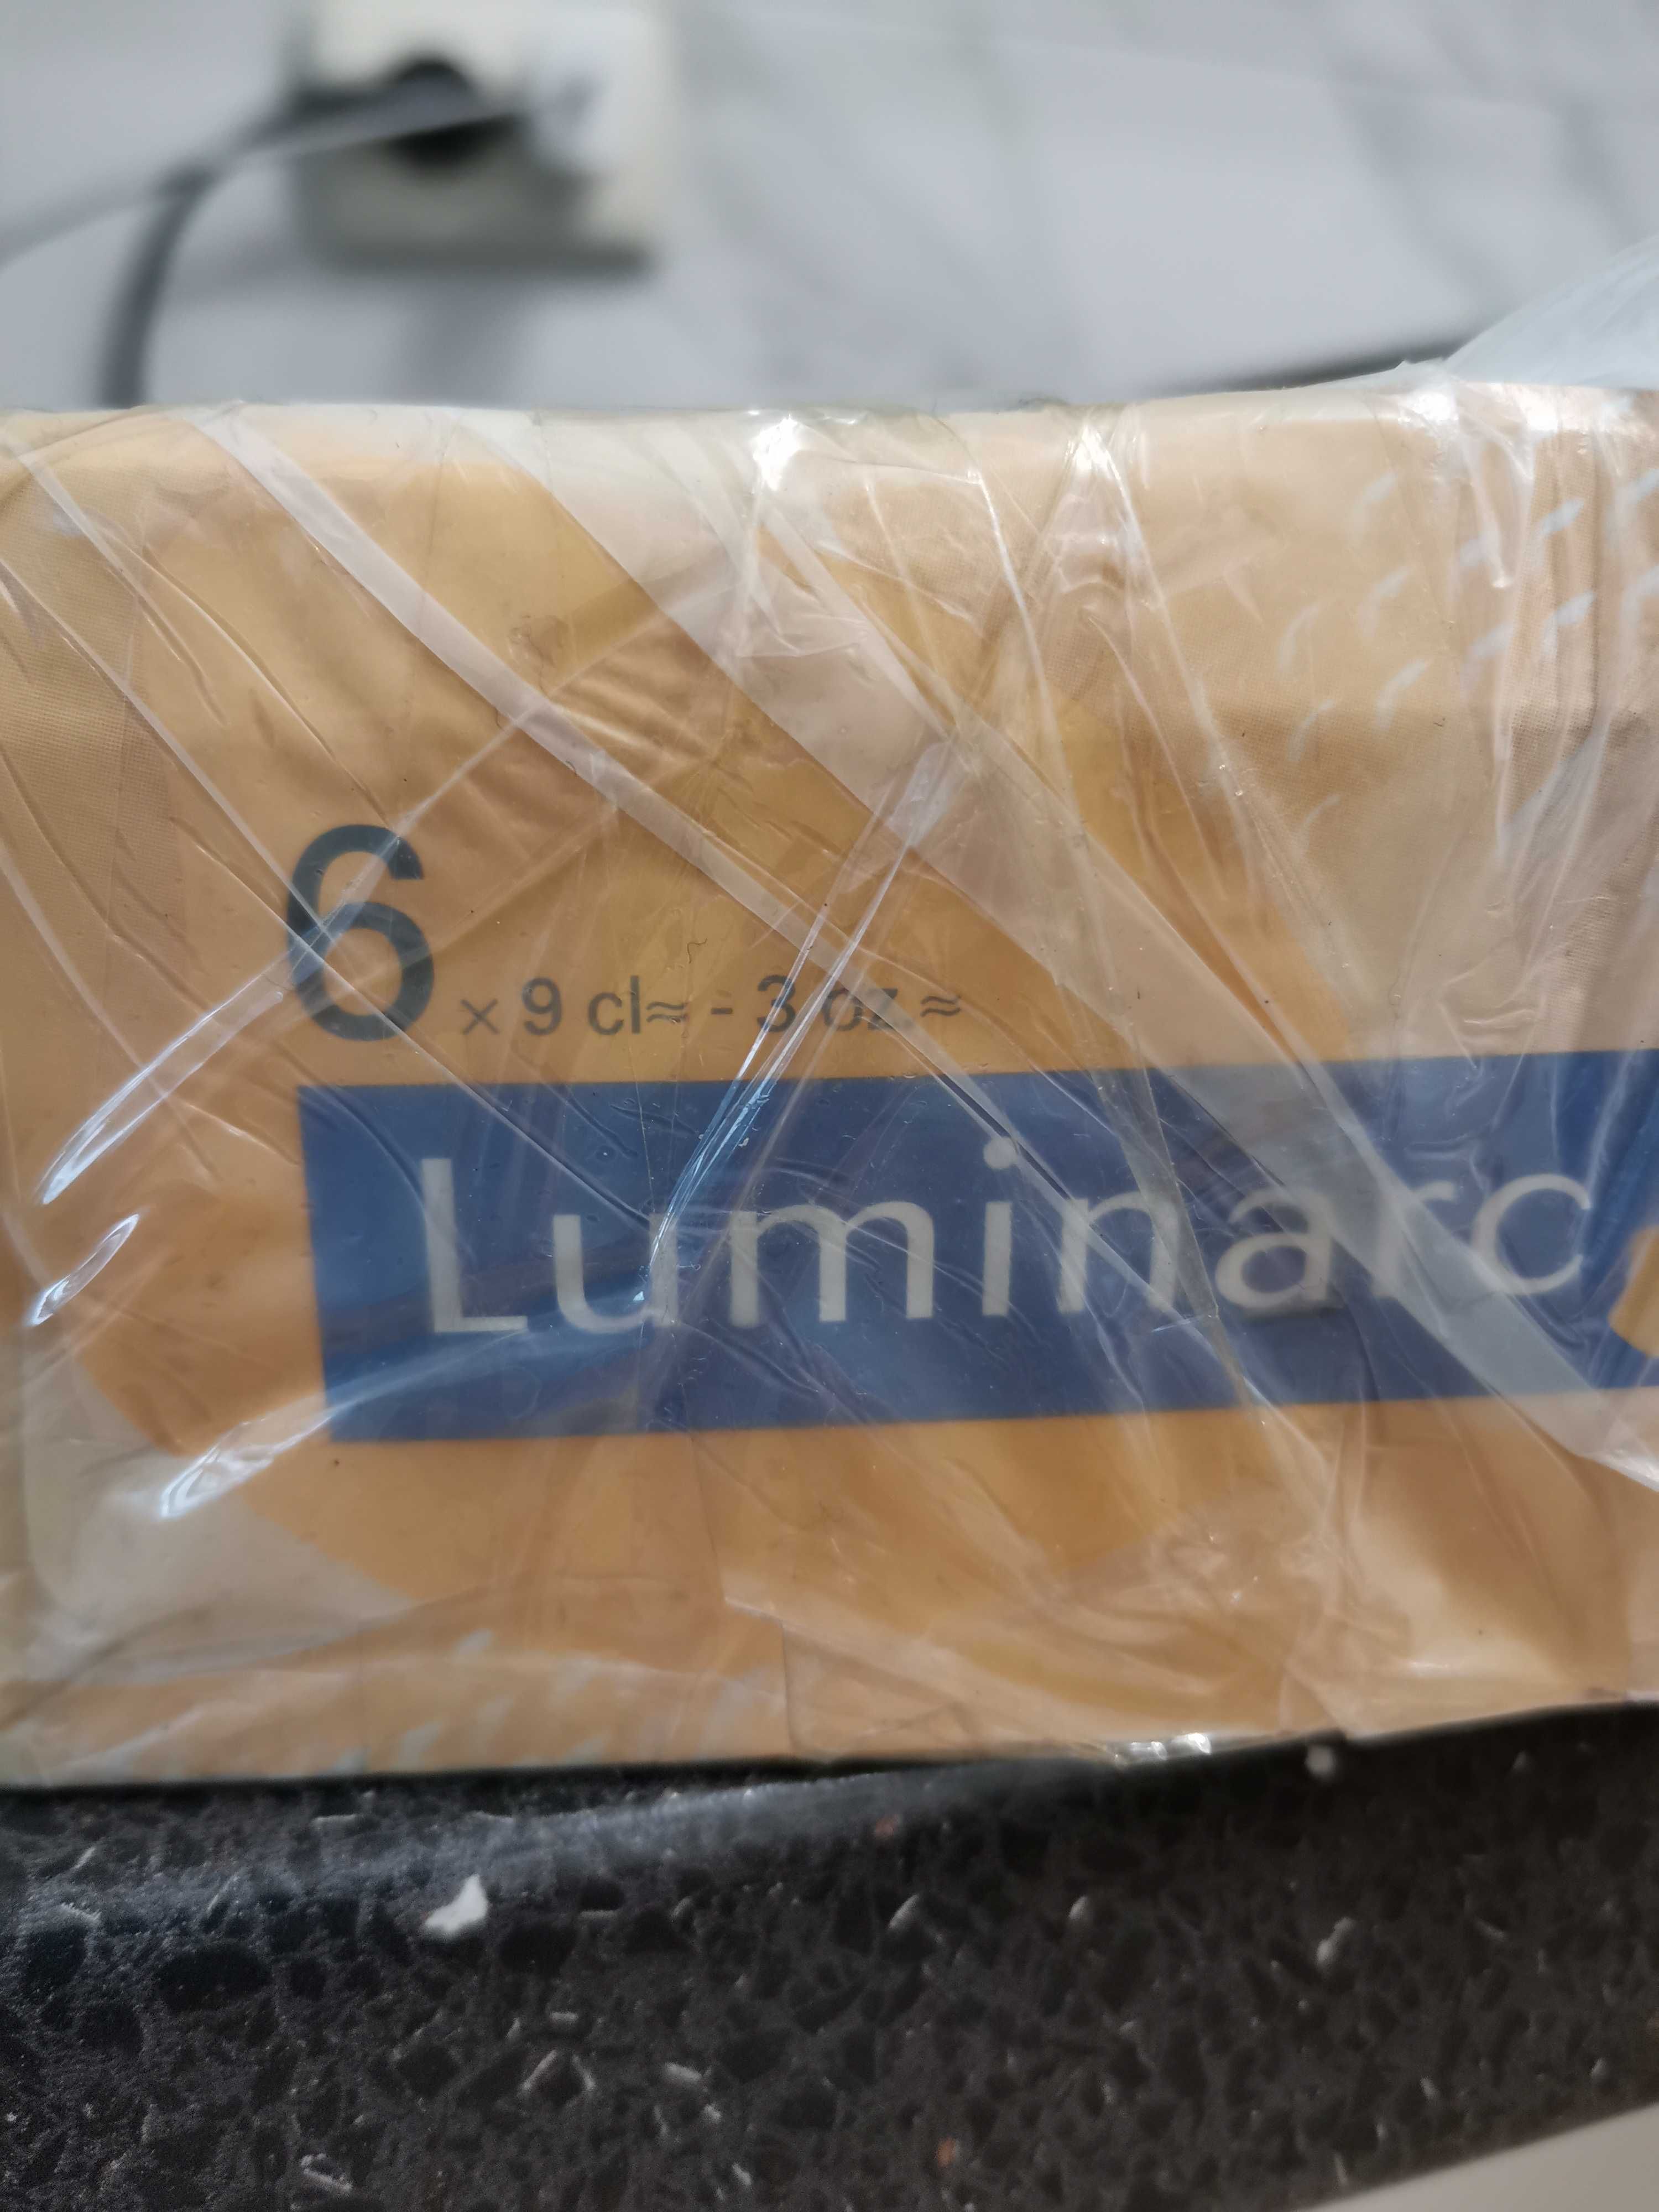 6 × 9 cl≈ - 3 oz.≈
Luminarc